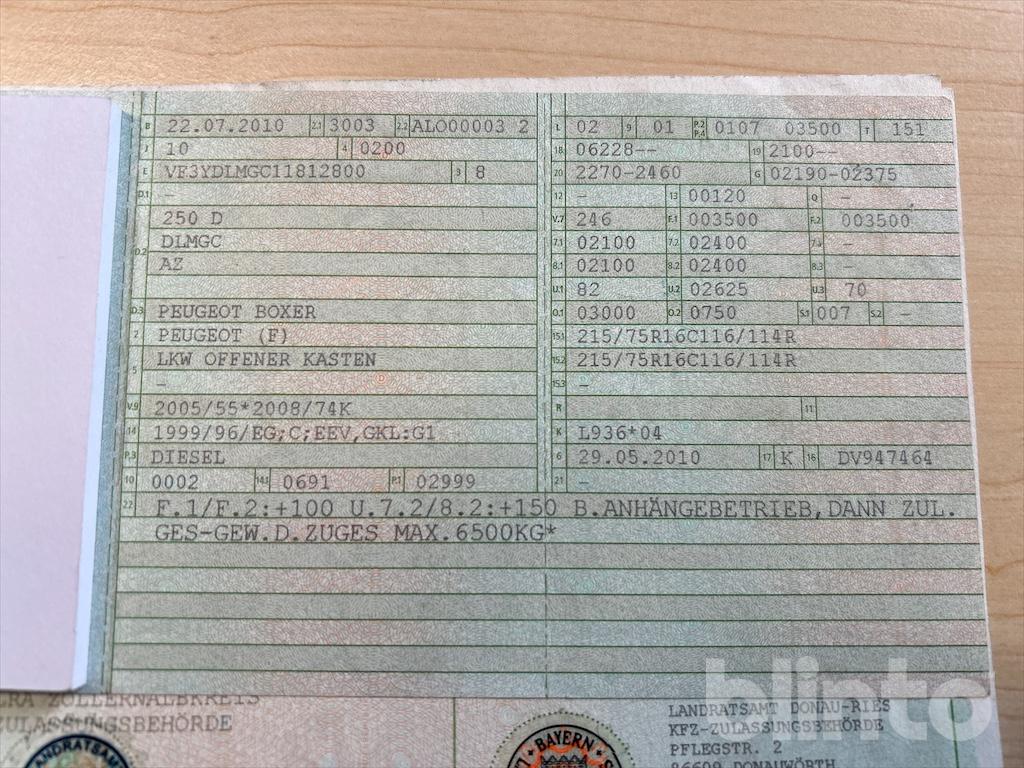 B 22.07.2010 2.1 3003 2.2 ALO00003 2
J 10 4 0200
E VF3YDLMGC11812800 3 8
D.1 –
250 D
D.2 DLMGC
AZ
D.3 PEUGEOT BOXER
2 PEUGEOT (F)
5 LKW OFFENER KASTEN
–
V.9 2005/55*2008/74K
14 1999/96/EG;C;EEV,GKL:G1
P.3 DIESEL
10 0002 14.1 0691 P.1 02999
L 02 9 01 P.2 P.4 0107 03500 T 151
18 06228-- 19 2100--
20 2270-2460 G 02190-02375
12 – 13 00120 Q –
V.7 246 F.1 003500 F.2 003500
7.1 02100 7.2 02400 7.3 –
8.1 02100 8.2 02400 8.3 –
U.1 82 U.2 02625 U.3 70
O.1 03000 O.2 0750 S.1 007 S.2 –
15.1 215/75R16C116/114R
15.2 215/75R16C116/114R
15.3 –
R 11
K L936*04
6 29.05.2010 17 K 16 DV947464
21 –
22 F.1/F.2:+100 U.7.2/8.2:+150 B.ANHÄNGEBETRIEB,DANN ZUL.
GES-GEW.D.ZUGES MAX.6500KG*
LRA ZOLLERNALBKREIS
ZULASSUNGSBEHÖRDE
LANDRATSAMT
BAYERN
LANDRATSAMT DONAU-RIES
KFZ-ZULASSUNGSBEHÖRDE
PFLEGSTR. 2
86609 DONAUWÖRTH
blinto